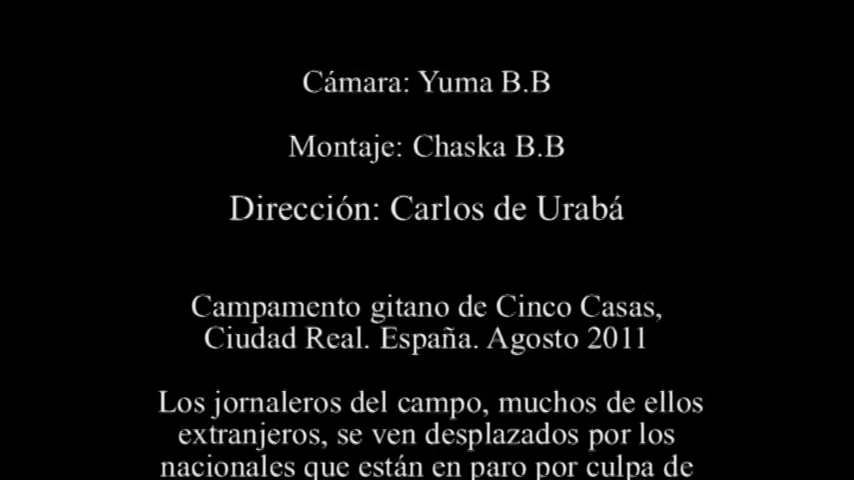 Cámara: Yuma B.B
Montaje: Chaska B.B
Dirección: Carlos de Urabá
Campamento gitano de Cinco Casas,
Ciudad Real. España. Agosto 2011
Los jornaleros del campo, muchos de ellos
extranjeros, se ven desplazados por los
nacionales que están en paro por culpa de